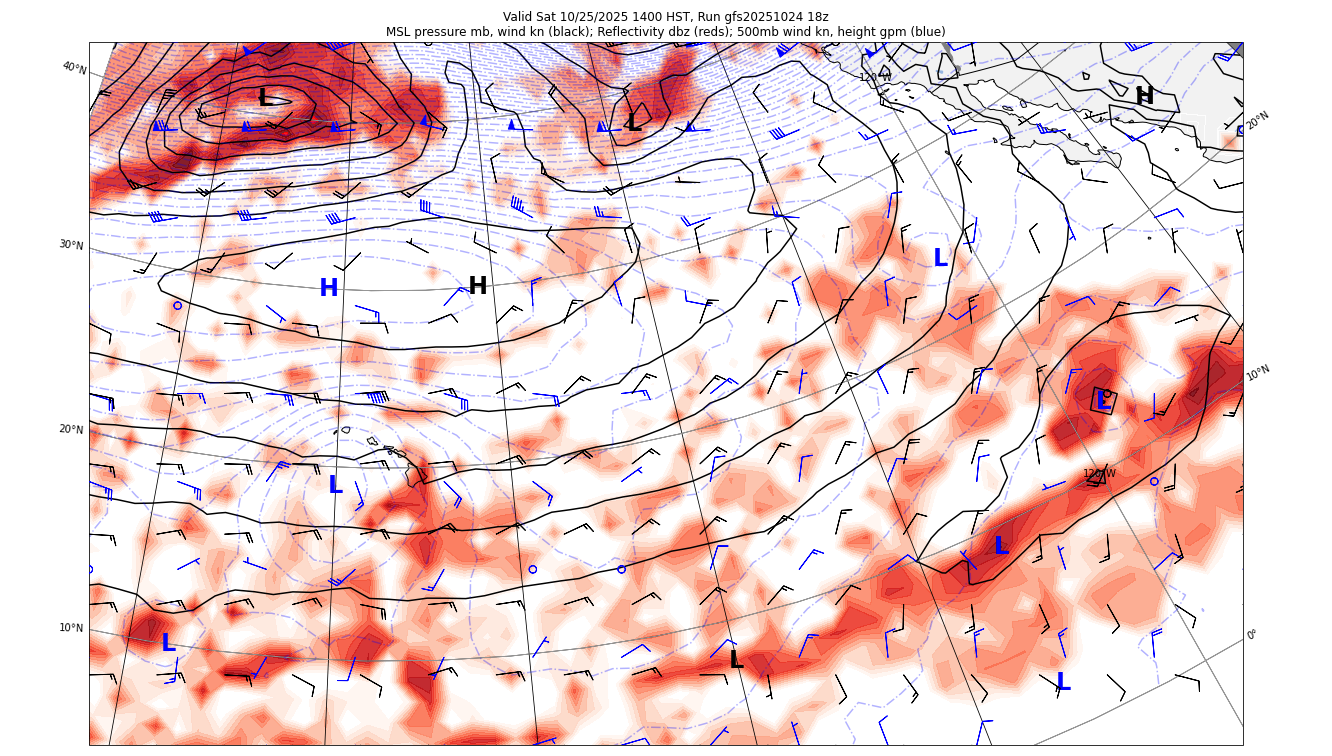 Valid Sat 10/25/2025 1400 HST, Run gfs20251024 18z
MSL pressure mb, wind kn (black); Reflectivity dbz (reds); 500mb wind kn, height gpm (blue)
40°N
120°W
L
H
L
20°N
30°N
L
H
H
10°N
L
20°N
120°W
L
L
10°N
L
0°
L
L